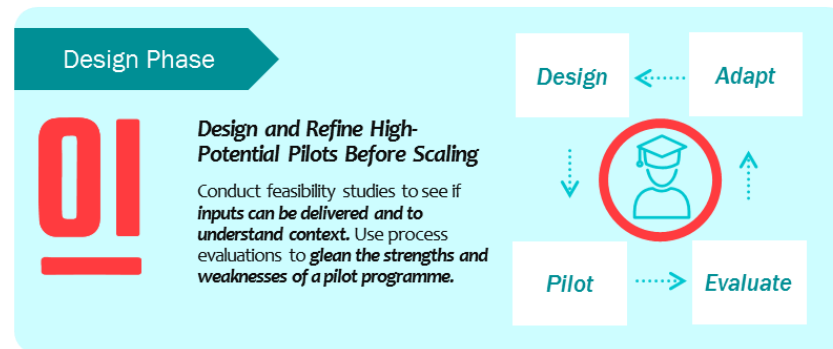 Design Phase
01
Design and Refine High-
Potential Pilots Before Scaling
Conduct feasibility studies to see if
inputs can be delivered and to
understand context. Use process
evaluations to glean the strengths and
weaknesses of a pilot programme.
Design
Adapt
Pilot
Evaluate